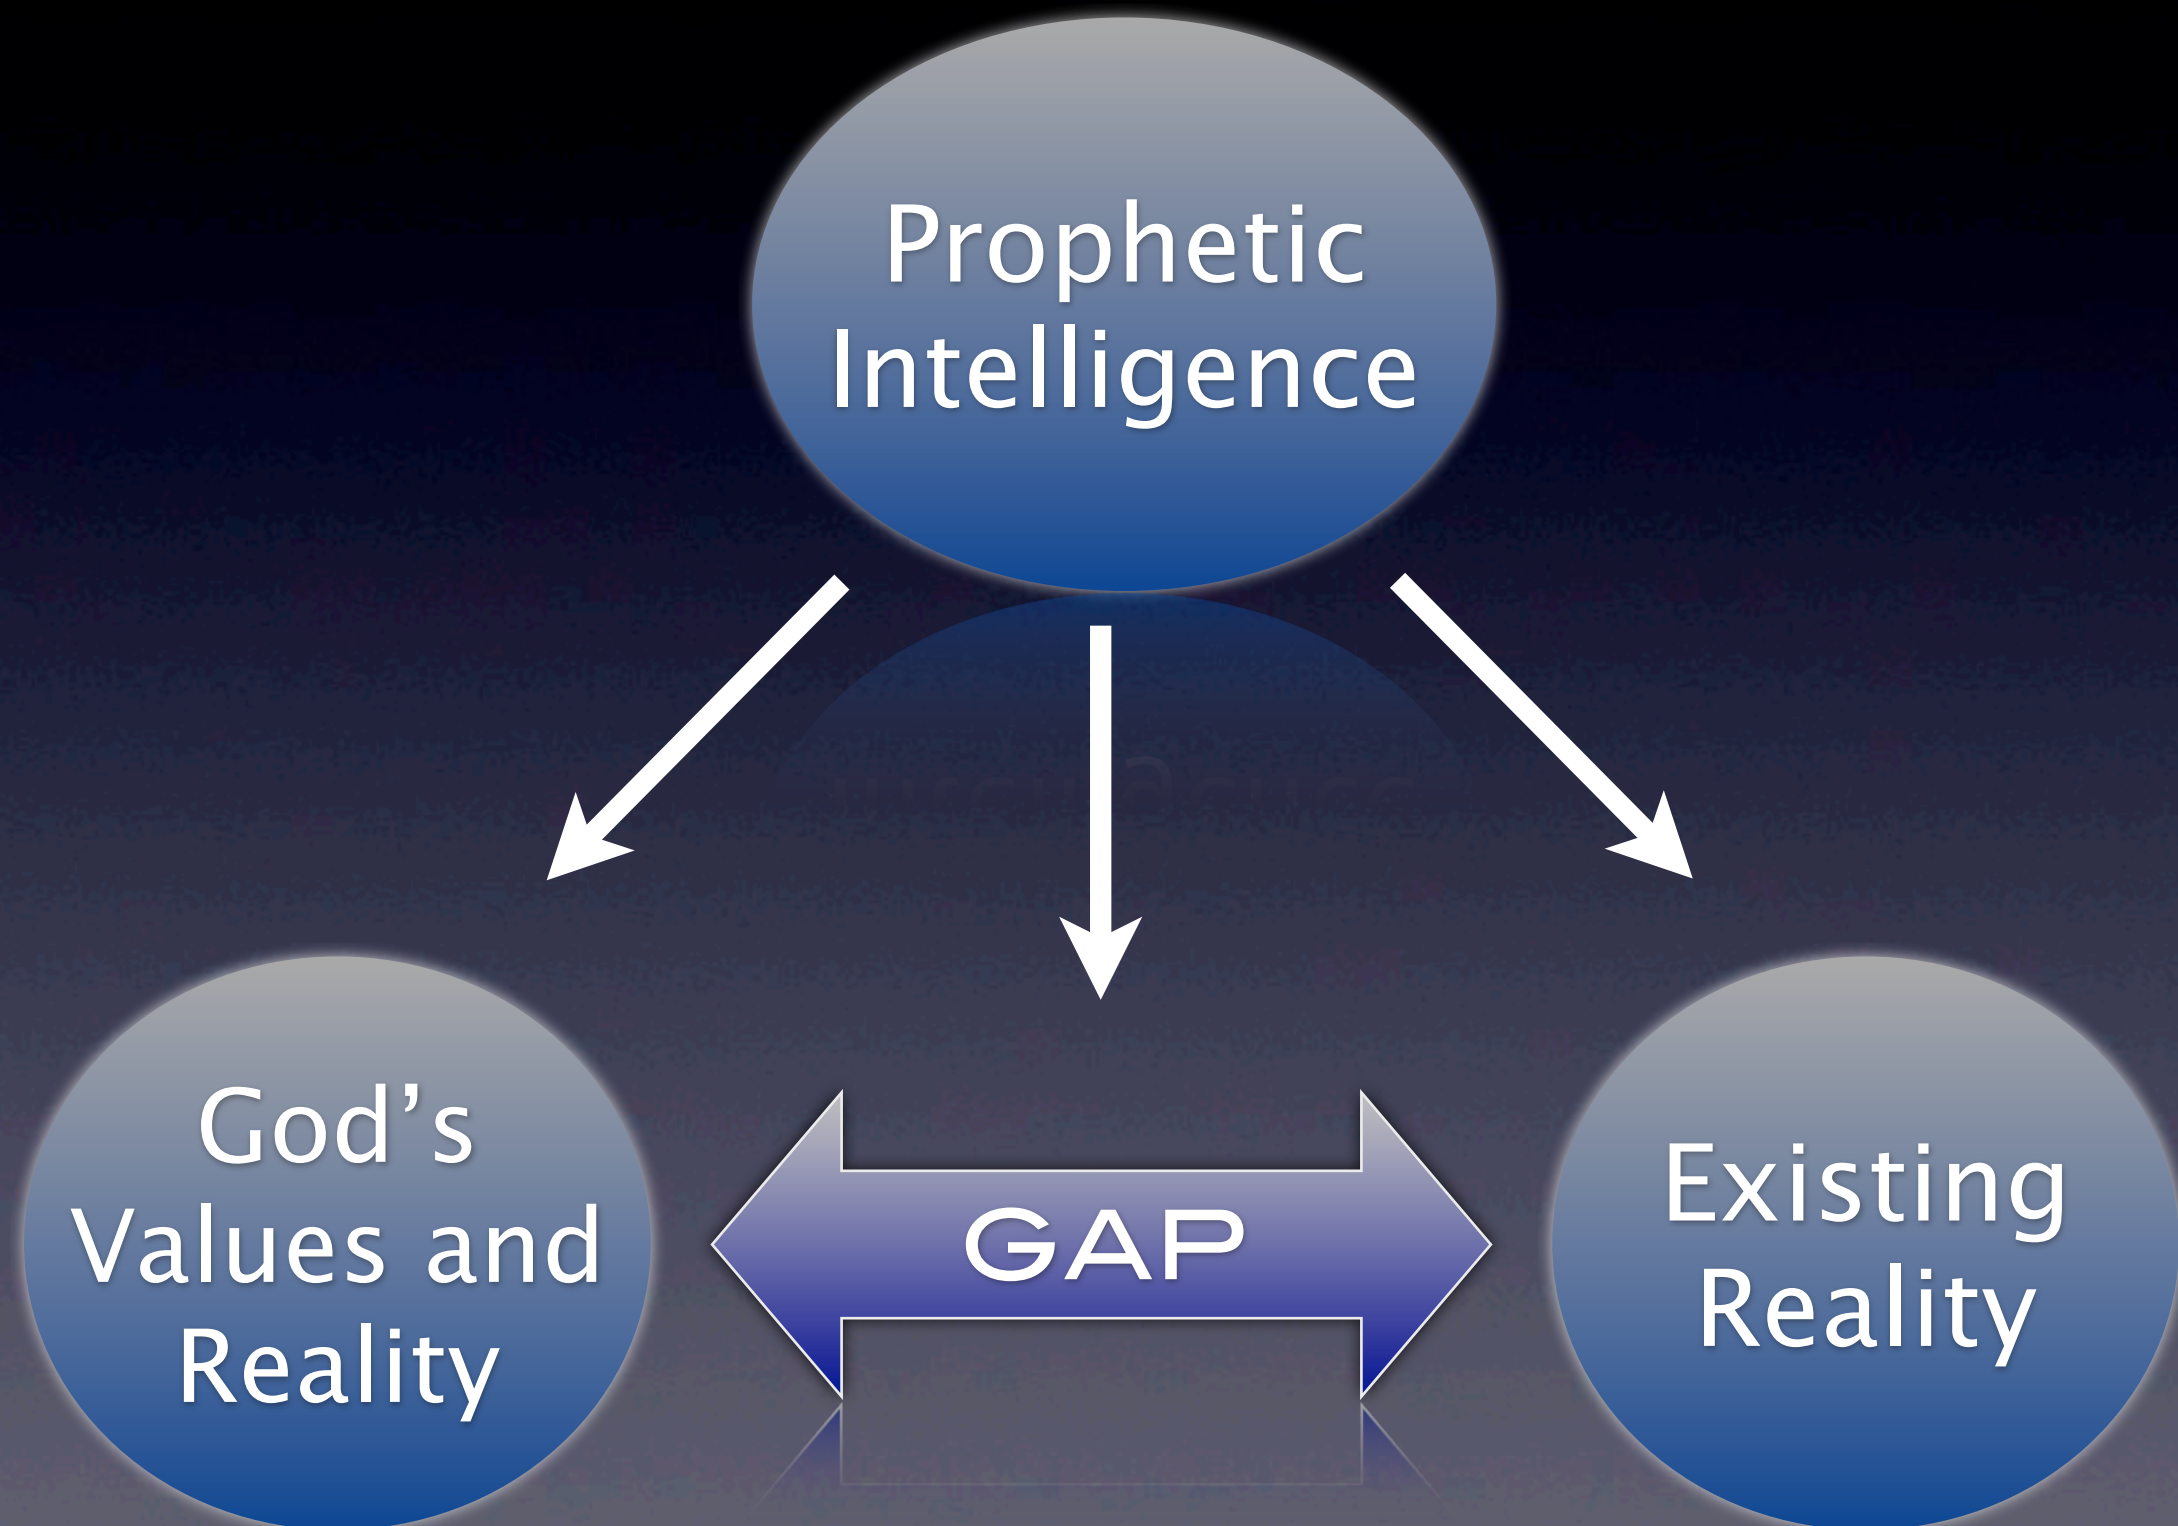 Prophetic
Intelligence
God’s
Values and
Reality
GAP
Existing
Reality